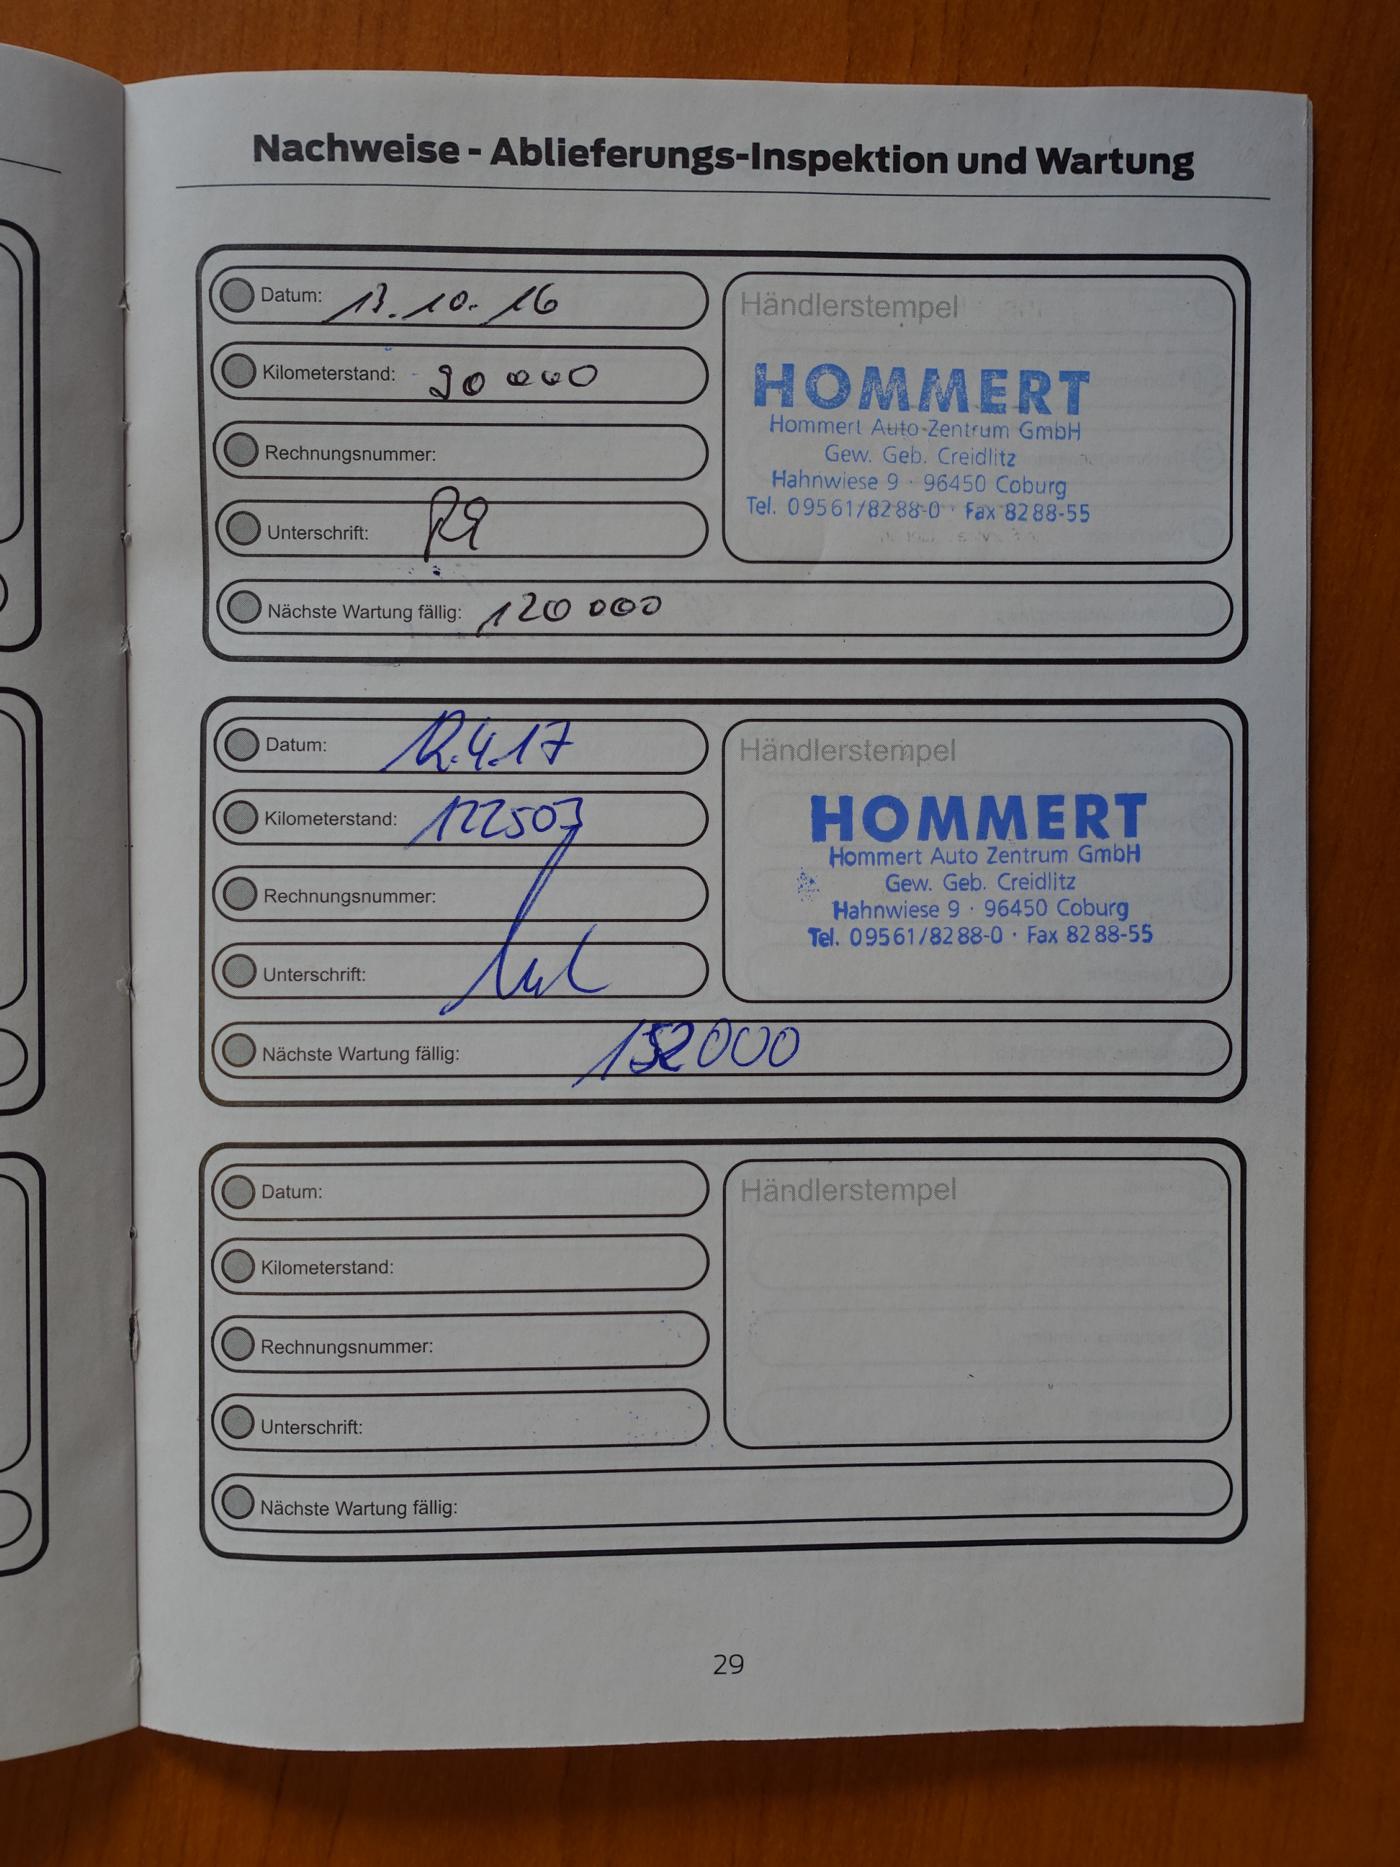 Nachweise - Ablieferungs-Inspektion und Wartung
Datum: 13.10.16
Kilometerstand: 90 000
Rechnungsnummer:
Unterschrift:
Nächste Wartung fällig: 120 000
Händlerstempel
HOMMERT
Hommert Auto-Zentrum GmbH
Gew. Geb. Creidlitz
Hahnwiese 9 · 96450 Coburg
Tel. 09561/8288-0 · Fax 8288-55
Datum: 12.4.17
Kilometerstand: 122503
Rechnungsnummer:
Unterschrift:
Nächste Wartung fällig: 152000
Händlerstempel
HOMMERT
Hommert Auto Zentrum GmbH
Gew. Geb. Creidlitz
Hahnwiese 9 · 96450 Coburg
Tel. 09561/8288-0 · Fax 8288-55
Datum:
Kilometerstand:
Rechnungsnummer:
Unterschrift:
Nächste Wartung fällig:
Händlerstempel
29